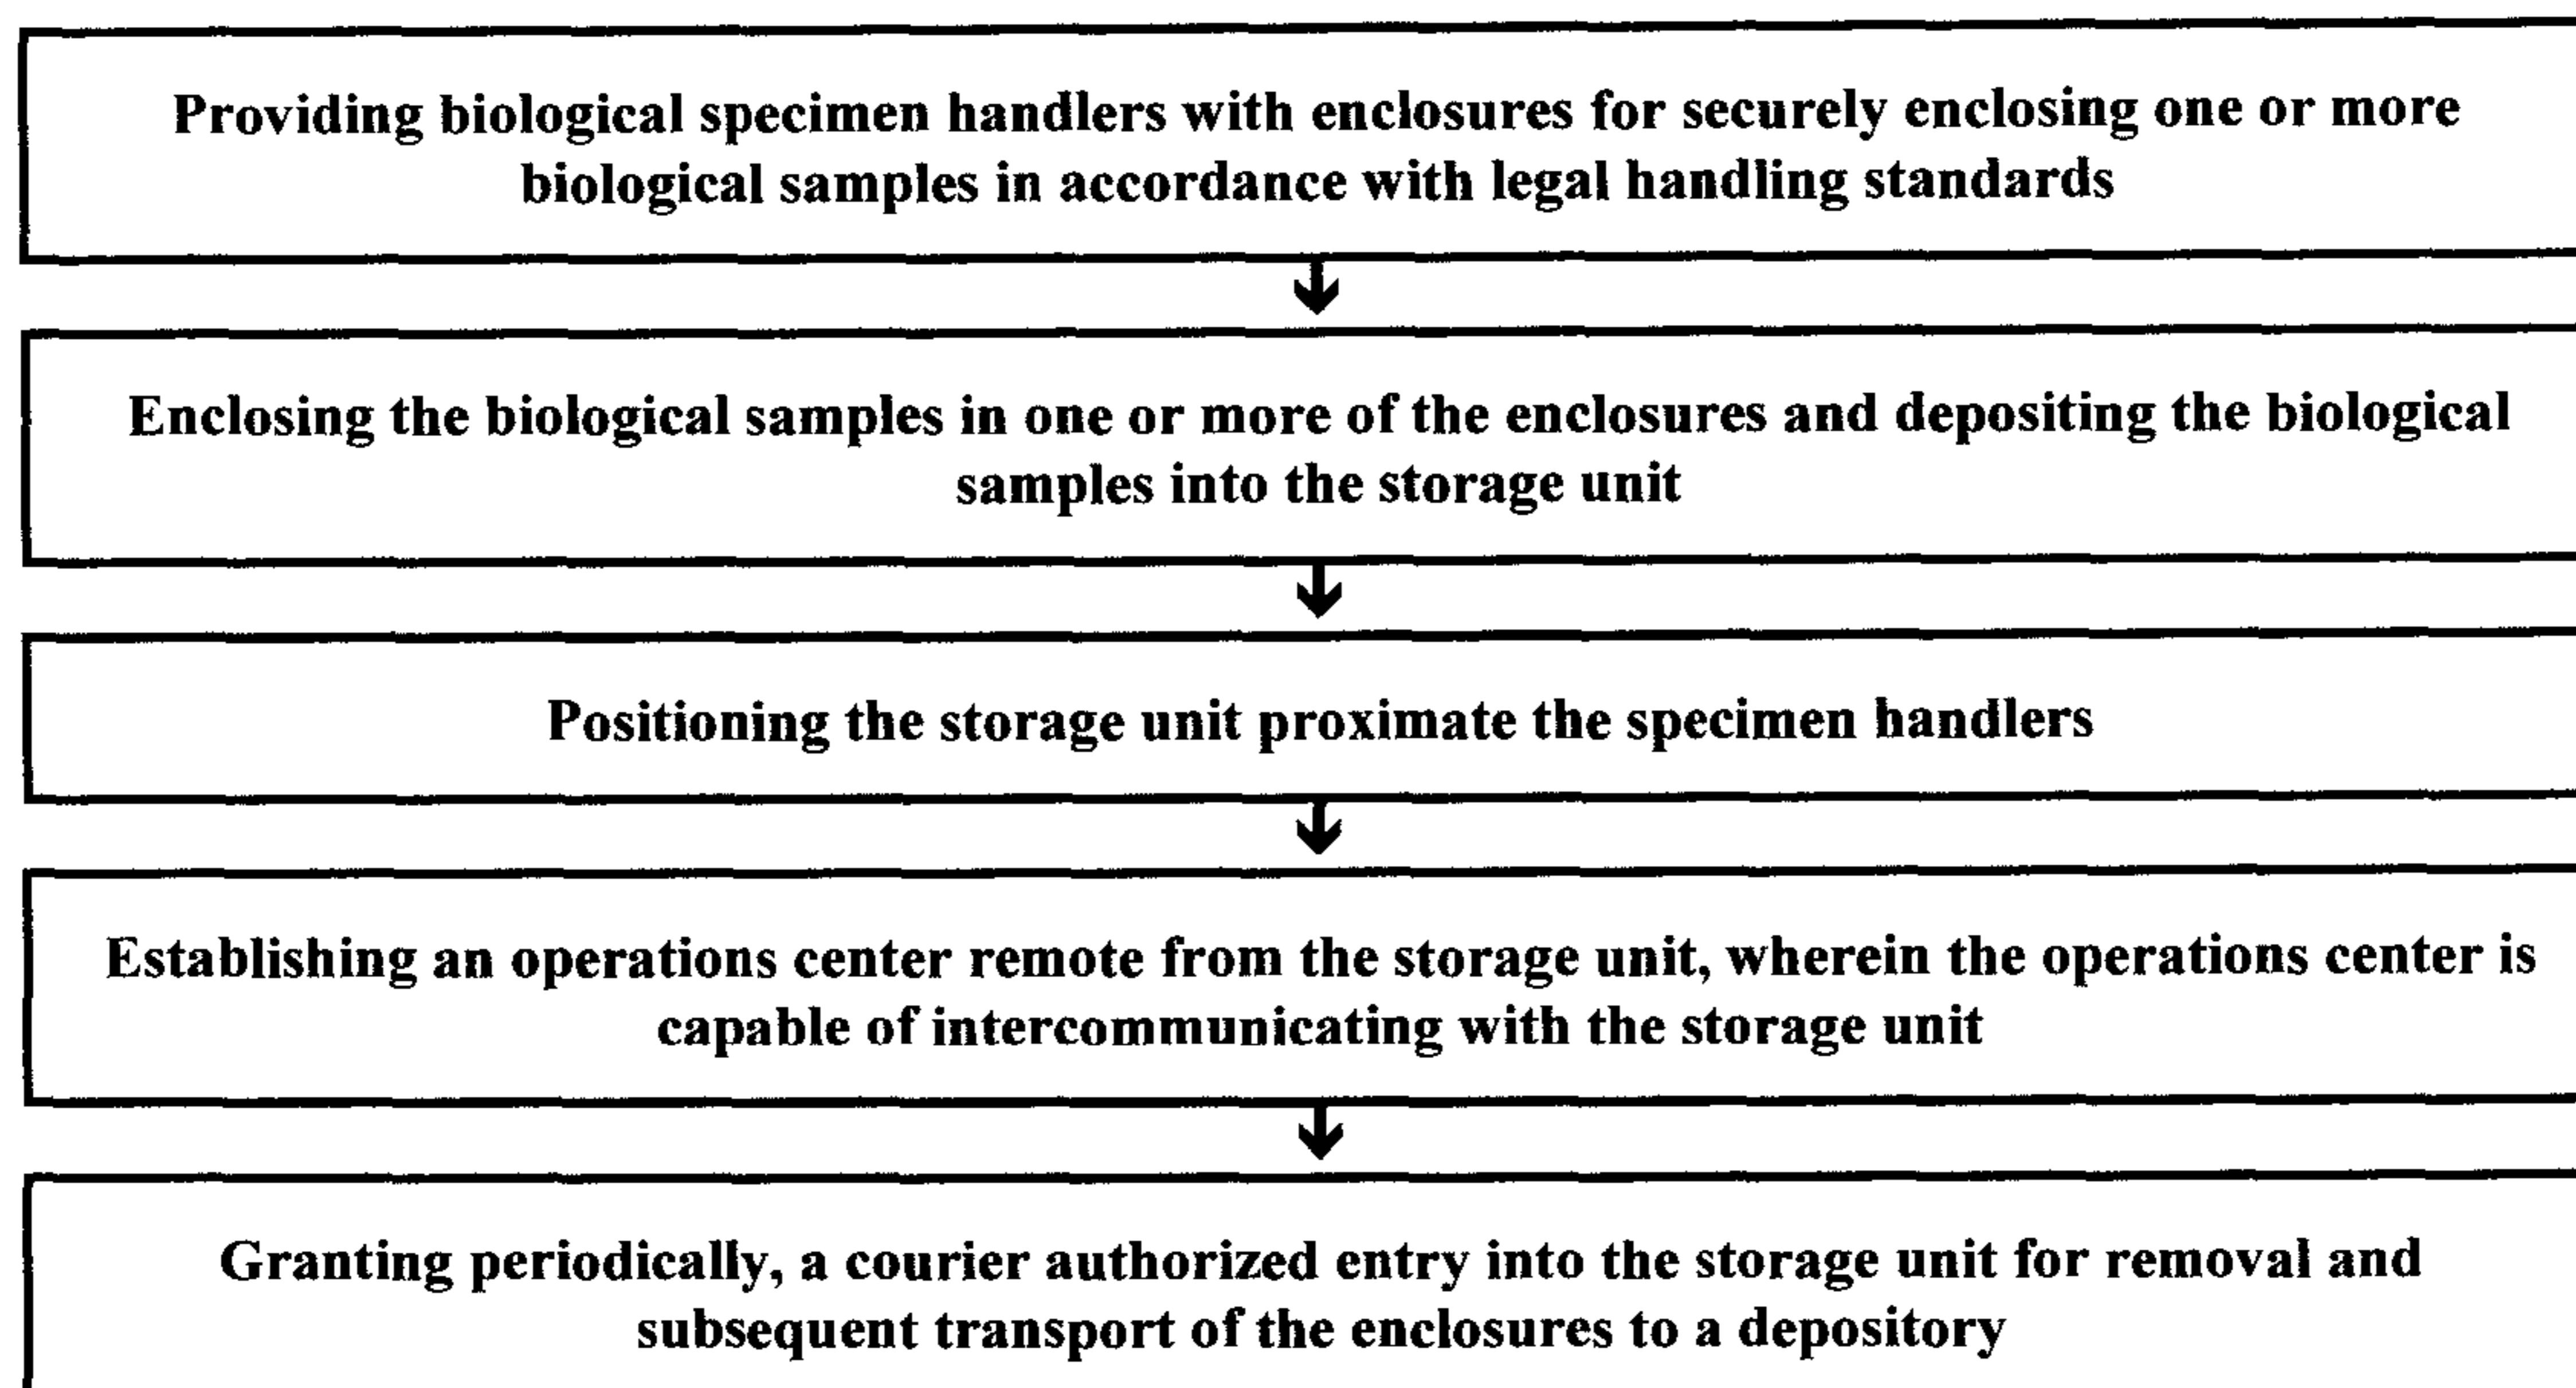 Providing biological specimen handlers with enclosures for securely enclosing one or more
biological samples in accordance with legal handling standards
Enclosing the biological samples in one or more of the enclosures and depositing the biological
samples into the storage unit
Positioning the storage unit proximate the specimen handlers
Establishing an operations center remote from the storage unit, wherein the operations center is
capable of intercommunicating with the storage unit
Granting periodically, a courier authorized entry into the storage unit for removal and
subsequent transport of the enclosures to a depository